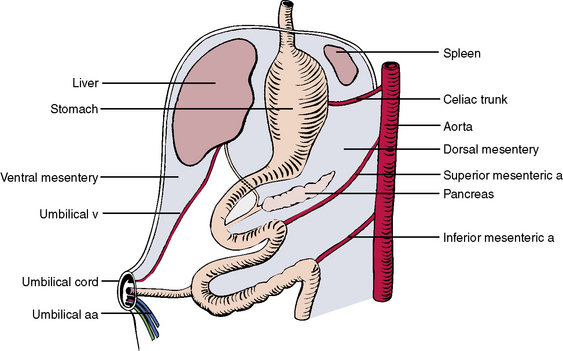 Liver
Stomach
Ventral mesentery
Umbilical v
Umbilical cord
Umbilical aa
Spleen
Celiac trunk
Aorta
Dorsal mesentery
Superior mesenteric a
Pancreas
Inferior mesenteric a